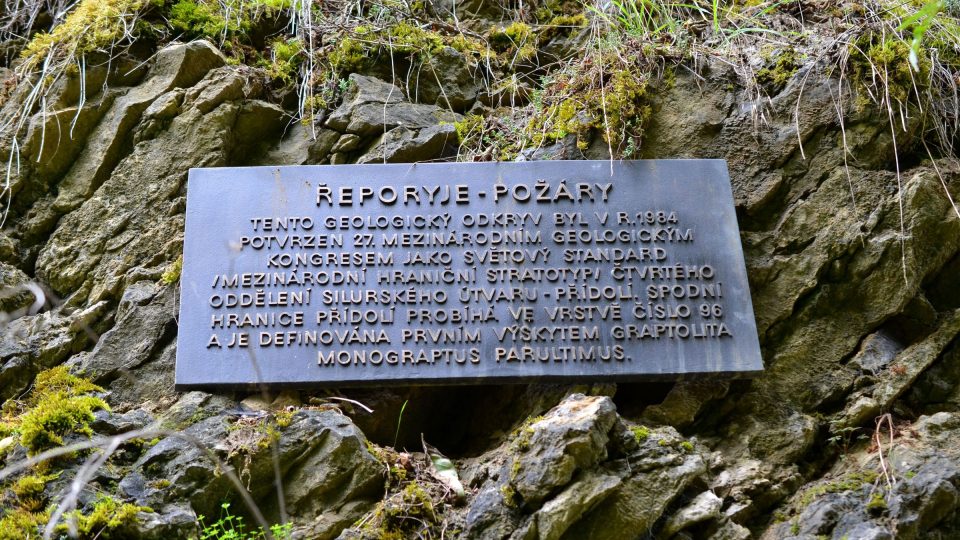 ŘEPORYJE - POŽÁRY
TENTO GEOLOGICKÝ ODKRYV BYL V R.1984
POTVRZEN 27. MEZINÁRODNÍM GEOLOGICKÝM
KONGRESEM JAKO SVĚTOVÝ STANDARD
/MEZINÁRODNÍ HRANIČNÍ STRATOTYP/ ČTVRTÉHO
ODDĚLENÍ SILURSKÉHO ÚTVARU - PŘÍDOLÍ. SPODNÍ
HRANICE PŘÍDOLÍ PROBÍHÁ VE VRSTVĚ ČÍSLO 96
A JE DEFINOVÁNA PRVNÍM VÝSKYTEM GRAPTOLITA
MONOGRAPTUS PARULTIMUS.